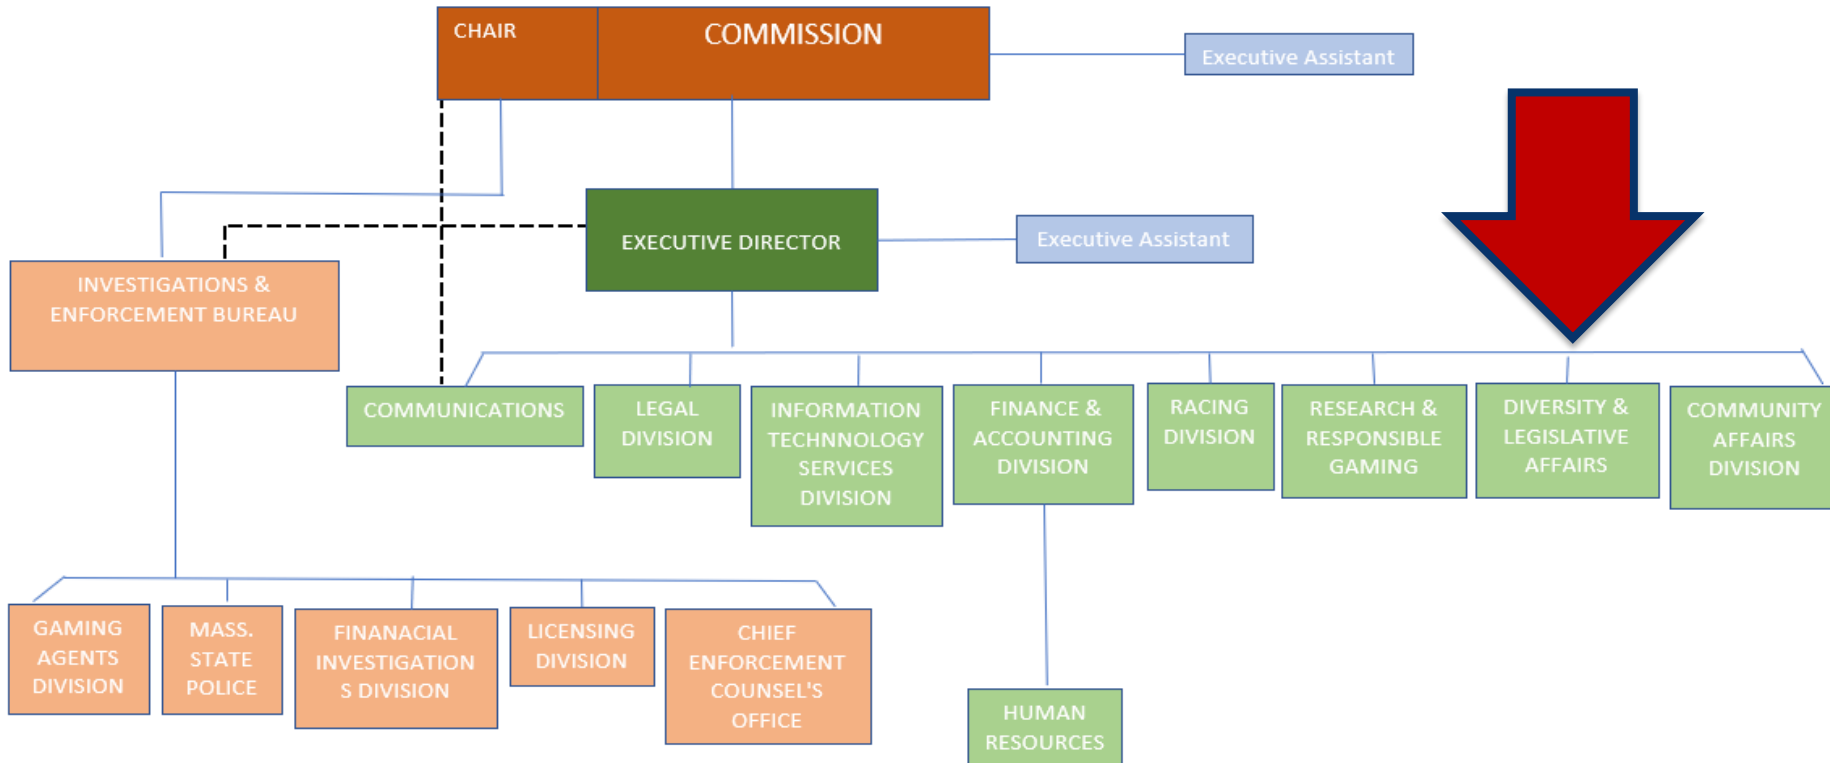 CHAIR
COMMISSION
Executive Assistant
EXECUTIVE DIRECTOR
Executive Assistant
INVESTIGATIONS &
ENFORCEMENT BUREAU
COMMUNICATIONS
LEGAL
DIVISION
INFORMATION
TECHNNOLOGY
SERVICES
DIVISION
FINANCE &
ACCOUNTING
DIVISION
RACING
DIVISION
RESEARCH &
RESPONSIBLE
GAMING
DIVERSITY &
LEGISLATIVE
AFFAIRS
COMMUNITY
AFFAIRS
DIVISION
GAMING
AGENTS
DIVISION
MASS.
STATE
POLICE
FINANACIAL
INVESTIGATION
S DIVISION
LICENSING
DIVISION
CHIEF
ENFORCEMENT
COUNSEL'S
OFFICE
HUMAN
RESOURCES